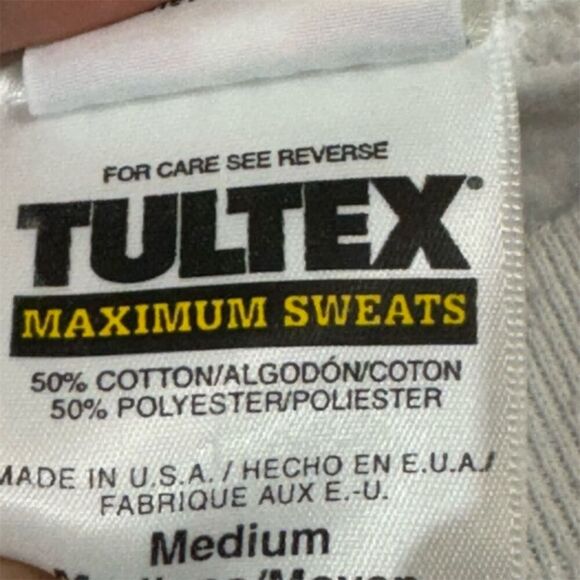 FOR CARE SEE REVERSE
TULTEX
MAXIMUM SWEATS
50% COTTON/ALGODÓN/COTON
50% POLYESTER/POLIESTER
MADE IN U.S.A. / HECHO EN E.U.A./
FABRIQUE AUX E.-U.
Medium